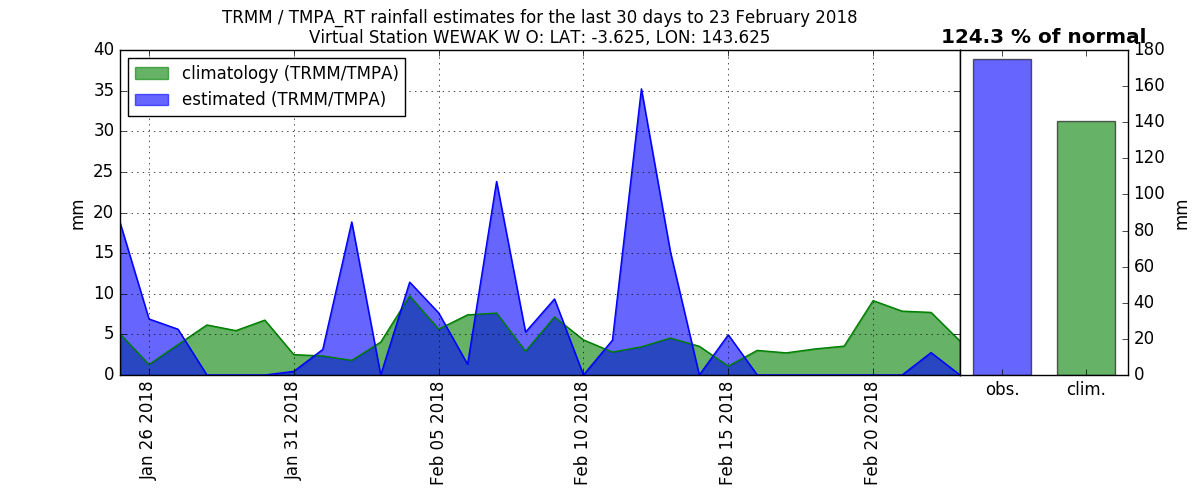 TRMM / TMPA_RT rainfall estimates for the last 30 days to 23 February 2018
Virtual Station WEWAK W O: LAT: -3.625, LON: 143.625
124.3 % of normal
climatology (TRMM/TMPA)
estimated (TRMM/TMPA)
40
35
30
25
20
15
10
5
0
mm
Jan 26 2018
Jan 31 2018
Feb 05 2018
Feb 10 2018
Feb 15 2018
Feb 20 2018
obs.
clim.
180
160
140
120
100
80
60
40
20
0
mm